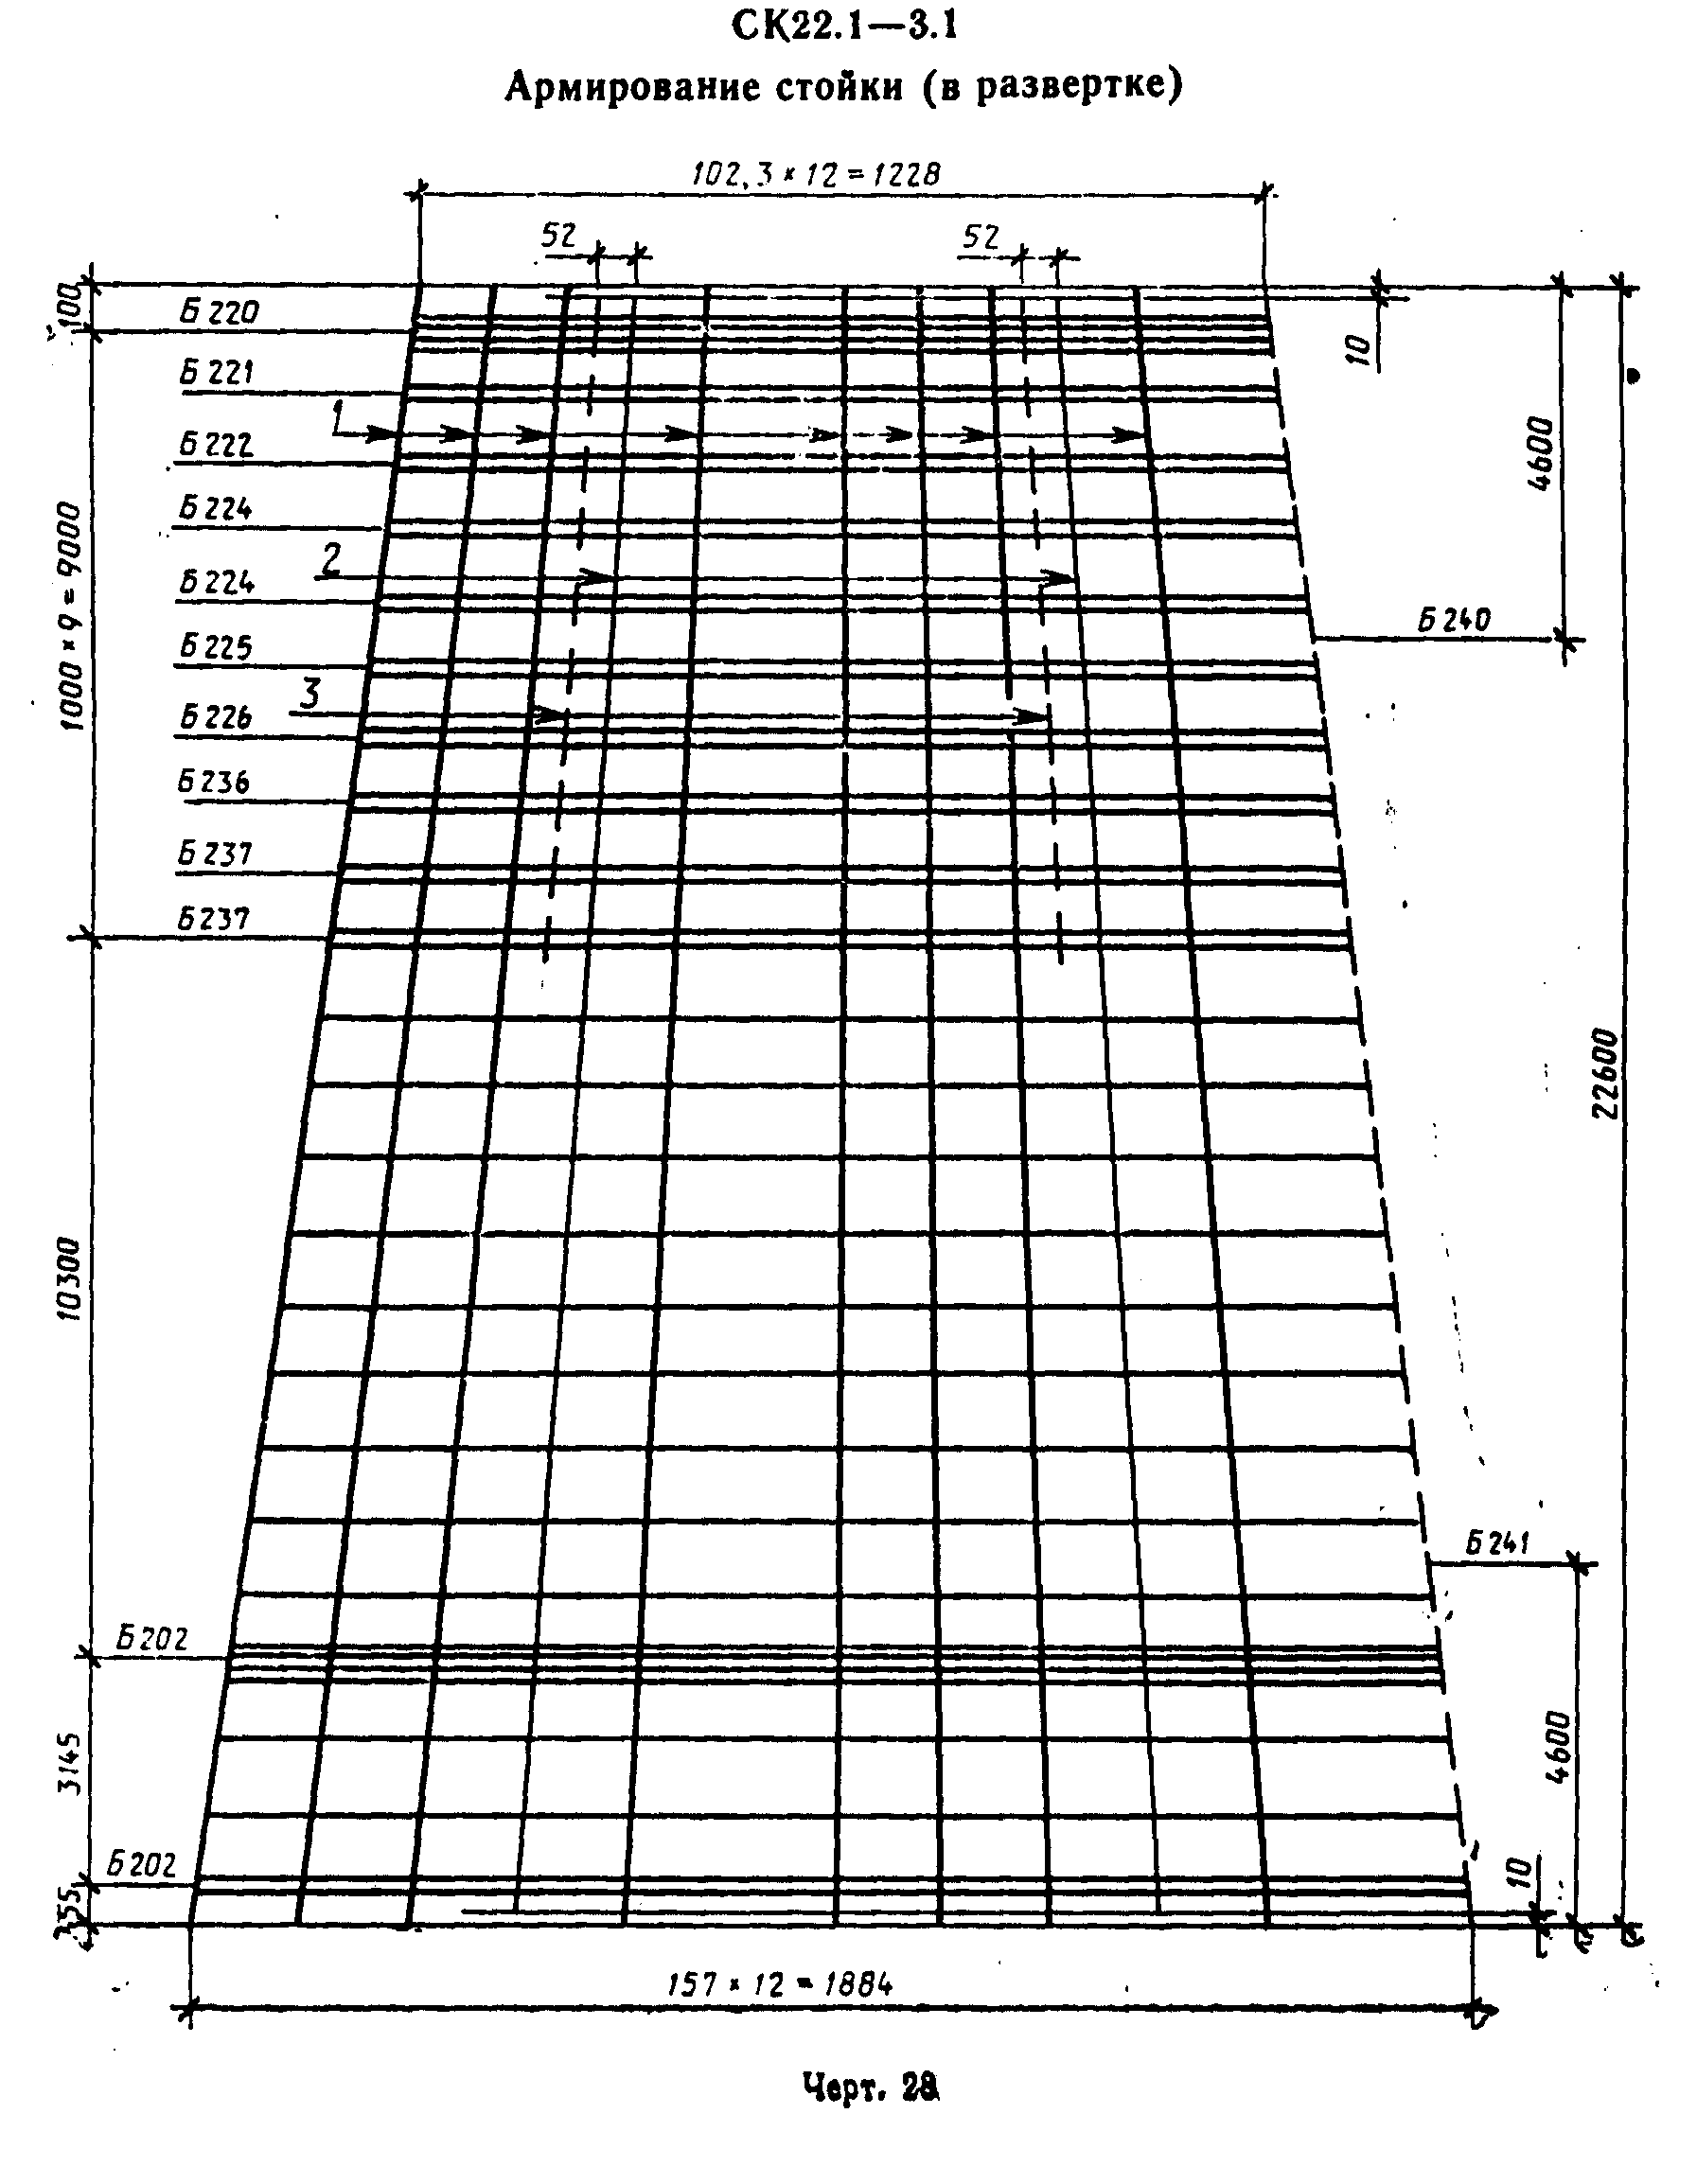 СК22.1—3.1
Армирование стойки (в развертке)
102,3 × 12 = 1228
52
52
100
Б 220
10
Б 221
1
Б 222
4600
Б 224
1000 × 9 = 9000
2
Б 224
Б 240
Б 225
3
Б 226
Б 236
Б 237
Б 237
22600
10300
Б 241
Б 202
3145
4600
Б 202
10
157 × 12 = 1884
Черт. 2а